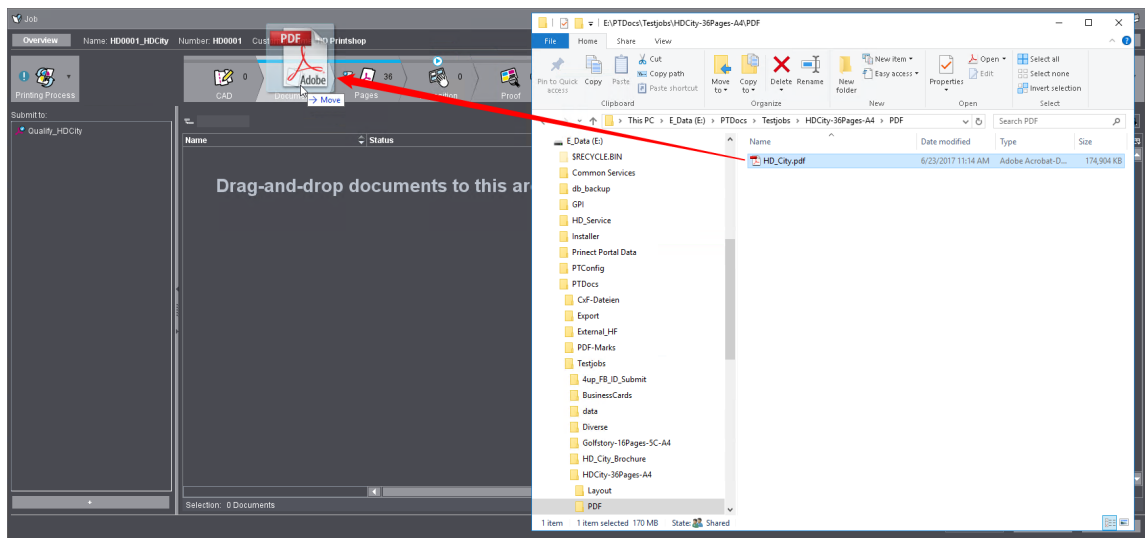 Job
Overview Name: HD0001_HDCity Number: HD0001 Printshop
PDF
Adobe
Move
0
36
0
Printing Process
CAD
Pages
Proof
Submit to:
Qualify_HDCity
Name
Status
Drag-and-drop documents to this
Selection: 0 Documents
+
E:\PTDocs\Testjobs\HDCity-36Pages-A4\PDF
File Home Share View
Pin to Quick access
Copy
Paste
Cut
Copy path
Paste shortcut
Clipboard
Move to
Copy to
Delete
Rename
Organize
New folder
New item
Easy access
New
Properties
Open
Edit
Open
Select all
Select none
Invert selection
Select
This PC > E_Data (E:) > PTDocs > Testjobs > HDCity-36Pages-A4 > PDF
Search PDF
Name Date modified Type Size
HD_City.pdf 6/23/2017 11:14 AM Adobe Acrobat-D... 174,904 KB
E_Data (E:)
$RECYCLE.BIN
Common Services
db_backup
GPI
HD_Service
Installer
Prinect Portal Data
PTConfig
PTDocs
CxF-Dateien
Export
External_HF
PDF-Marks
Testjobs
4up_FB_ID_Submit
BusinessCards
data
Diverse
Golfstory-16Pages-5C-A4
HD_City_Brochure
HDCity-36Pages-A4
Layout
PDF
1 item 1 item selected 170 MB State: Shared